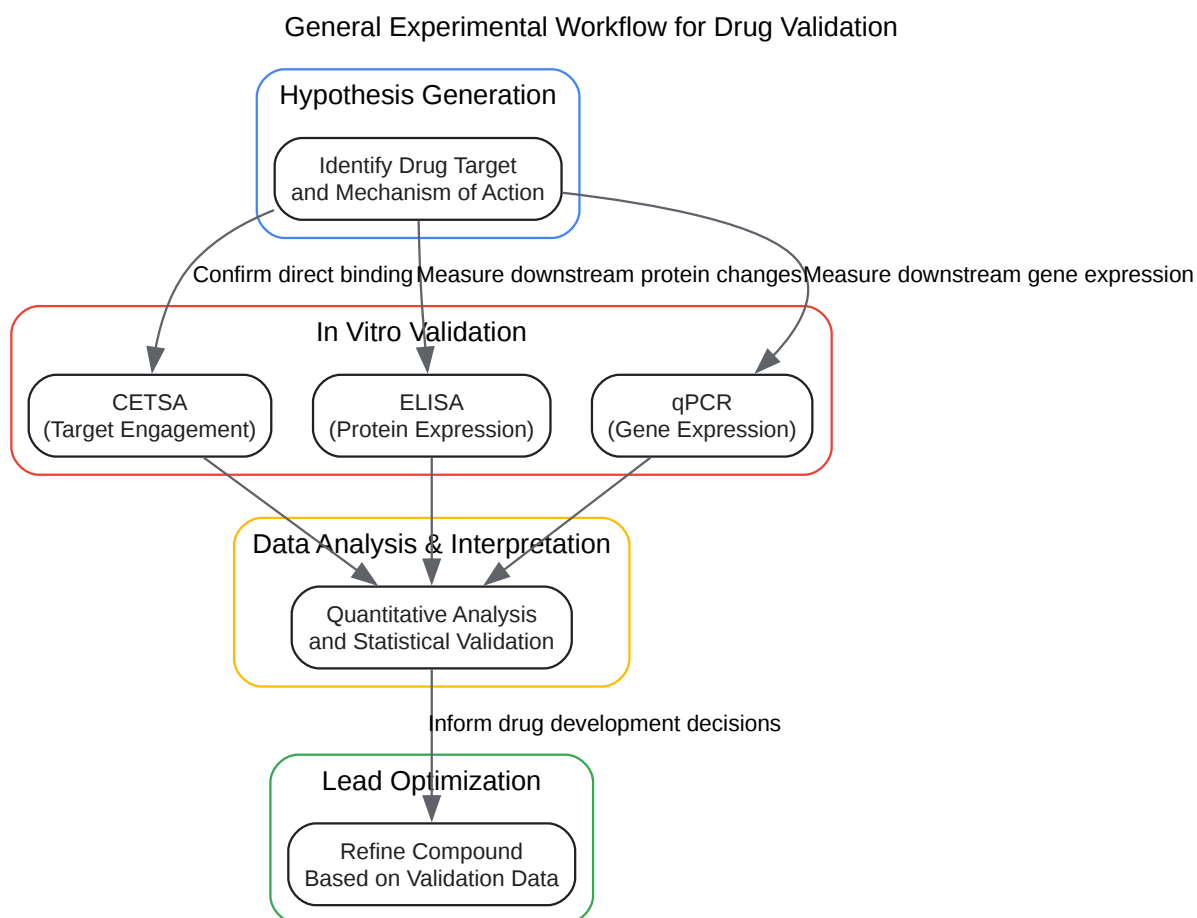 General Experimental Workflow for Drug Validation
Hypothesis Generation
Identify Drug Target
and Mechanism of Action
Confirm direct binding
Measure downstream protein changes
Measure downstream gene expression
In Vitro Validation
CETSA
(Target Engagement)
ELISA
(Protein Expression)
qPCR
(Gene Expression)
Data Analysis & Interpretation
Quantitative Analysis
and Statistical Validation
Inform drug development decisions
Lead Optimization
Refine Compound
Based on Validation Data